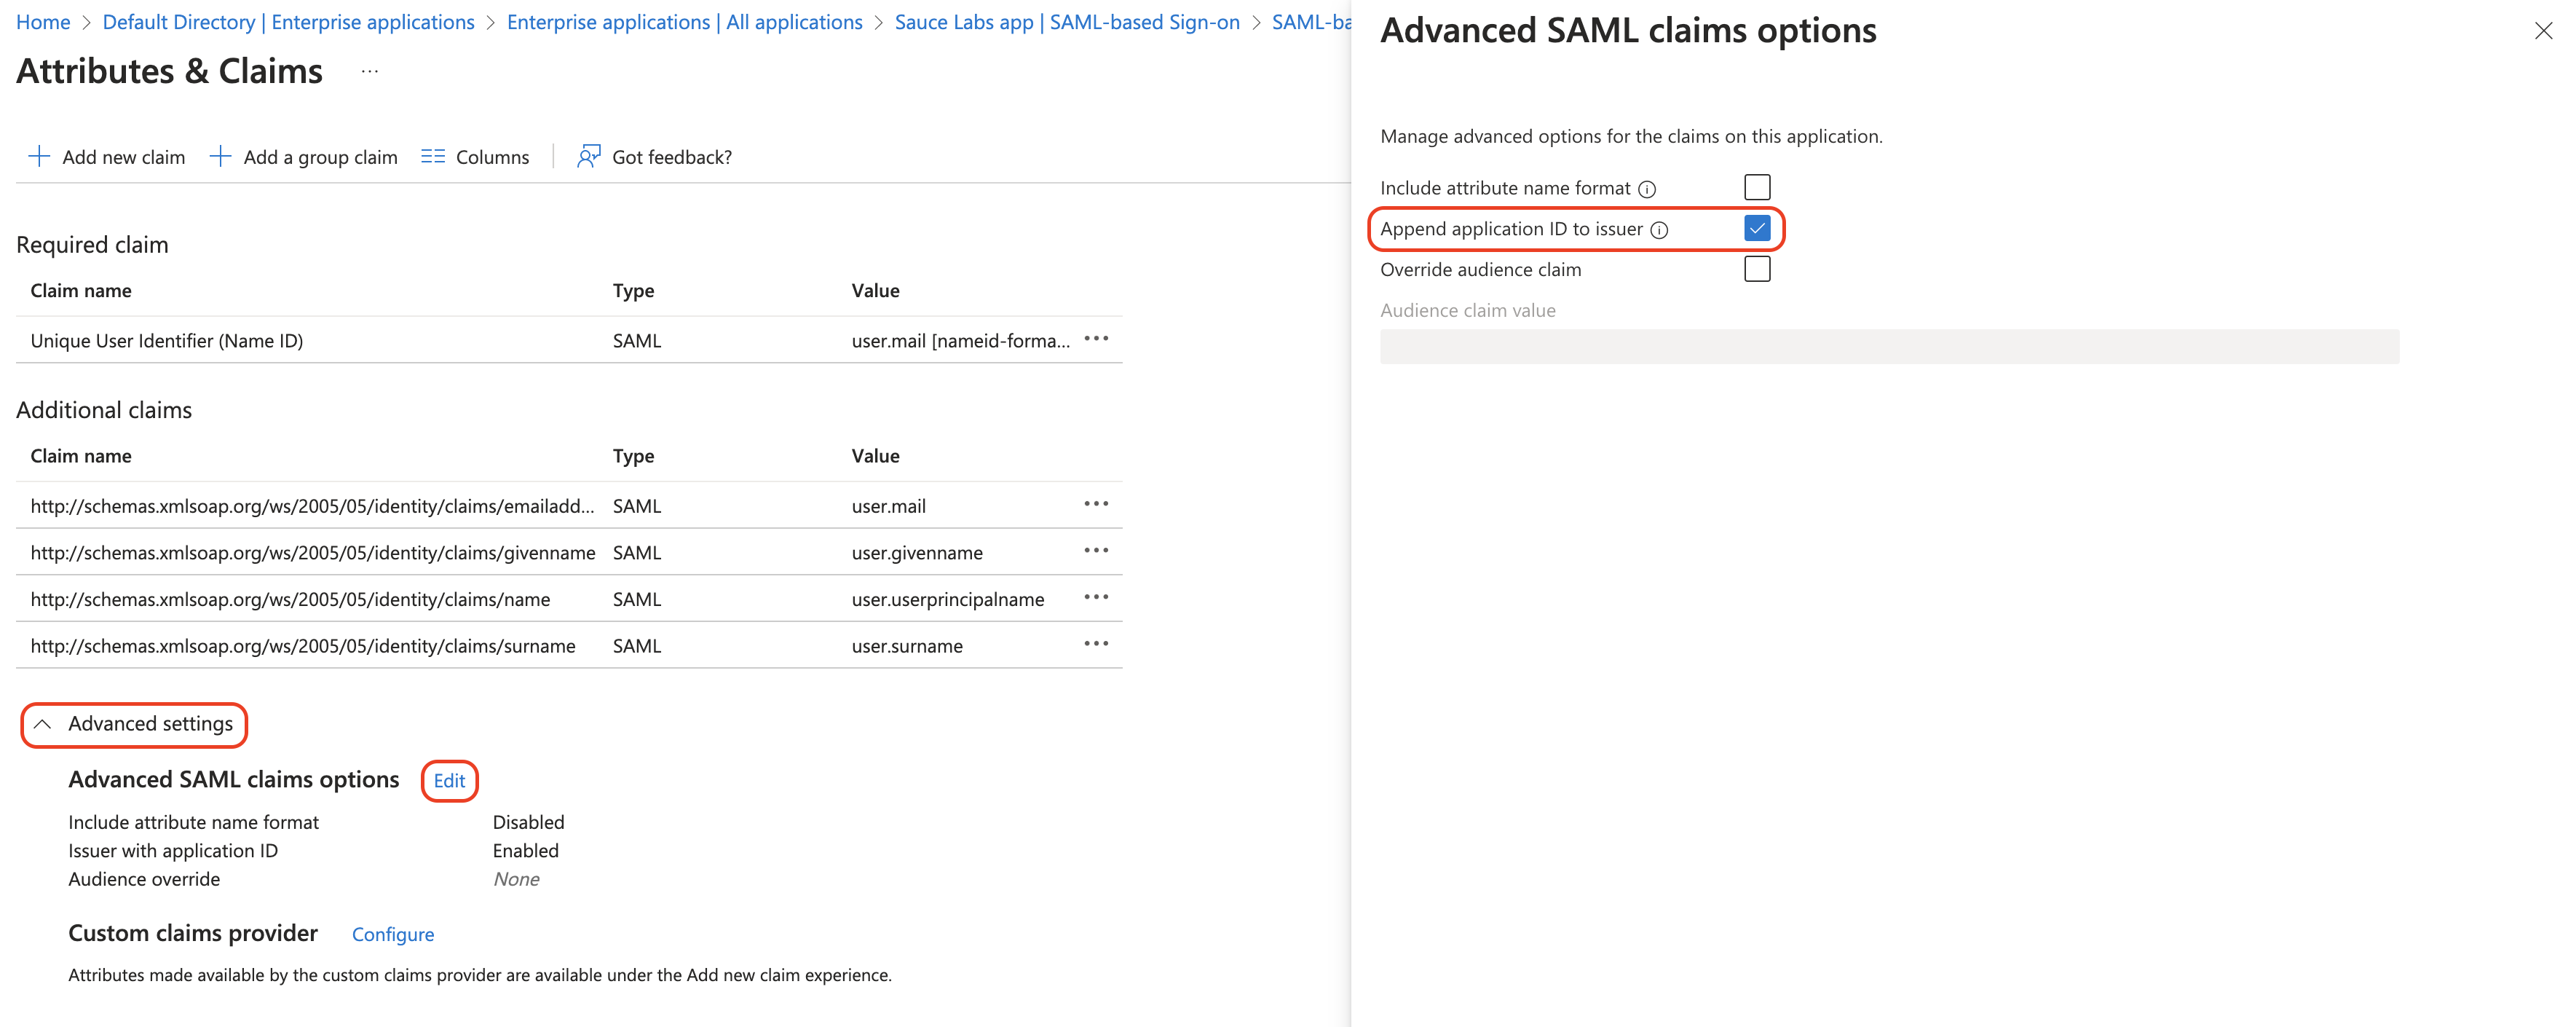 Home > Default Directory | Enterprise applications > Enterprise applications | All applications > Sauce Labs app | SAML-based Sign-on > SAML-ba
Attributes & Claims ...
Add new claim Add a group claim Columns Got feedback?
Required claim
Claim name Type Value
Unique User Identifier (Name ID) SAML user.mail [nameid-forma...
Additional claims
Claim name Type Value
http://schemas.xmlsoap.org/ws/2005/05/identity/claims/emailadd... SAML user.mail
http://schemas.xmlsoap.org/ws/2005/05/identity/claims/givenname SAML user.givenname
http://schemas.xmlsoap.org/ws/2005/05/identity/claims/name SAML user.userprincipalname
http://schemas.xmlsoap.org/ws/2005/05/identity/claims/surname SAML user.surname
Advanced settings
Advanced SAML claims options Edit
Include attribute name format Disabled
Issuer with application ID Enabled
Audience override None
Custom claims provider Configure
Attributes made available by the custom claims provider are available under the Add new claim experience.
Advanced SAML claims options
Manage advanced options for the claims on this application.
Include attribute name format
Append application ID to issuer
Override audience claim
Audience claim value